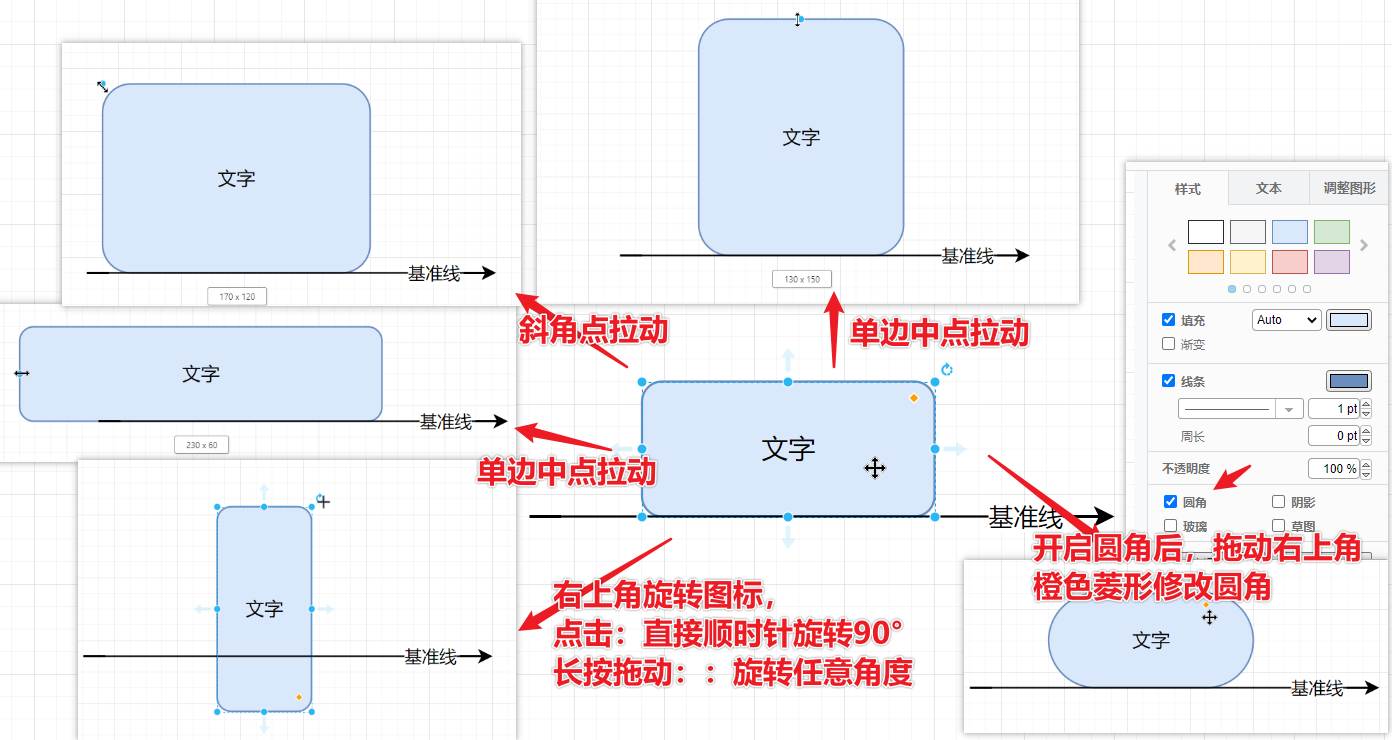 文字
基准线
170 x 120
文字
基准线
130 x 150
样式
文本
调整图形
填充
Auto
渐变
线条
1 pt
周长
0 pt
不透明度
100 %
圆角
阴影
玻璃
草图
斜角点拉动
单边中点拉动
文字
基准线
230 x 60
单边中点拉动
文字
基准线
开启圆角后，拖动右上角
橙色菱形修改圆角
右上角旋转图标，
点击：直接顺时针旋转90°
长按拖动：：旋转任意角度
文字
基准线
文字
基准线